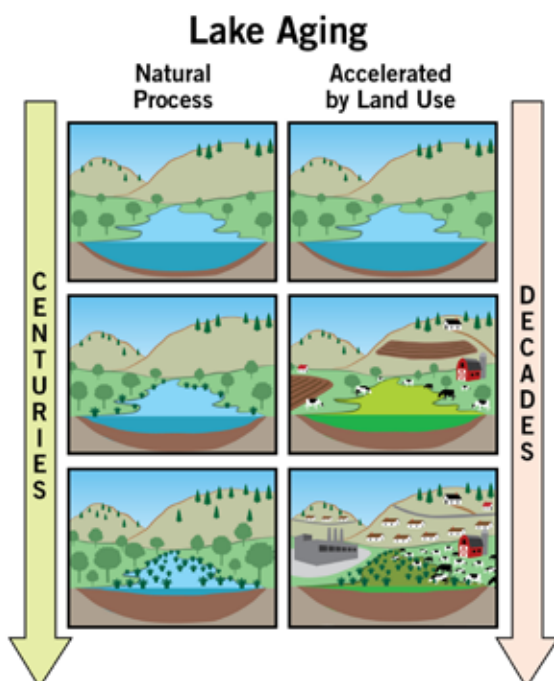 Lake Aging
Natural
Process
Accelerated
by Land Use
CENTURIES
DECADES